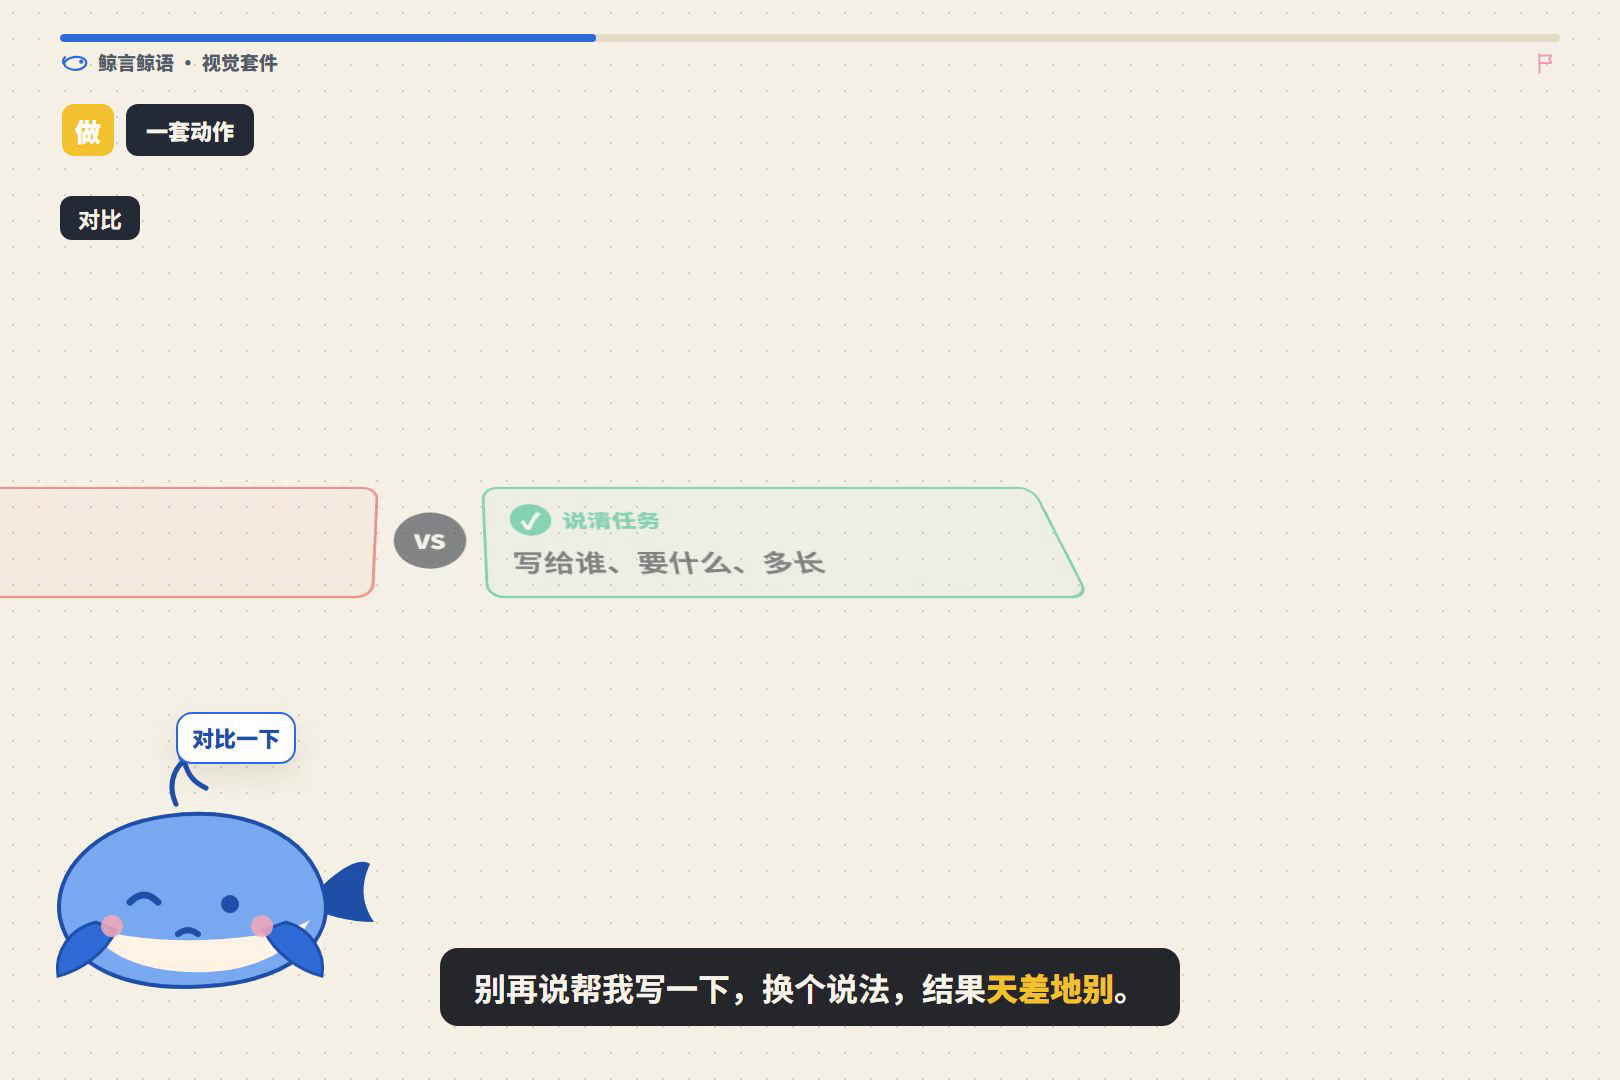 鲸言鲸语 • 视觉套件
做 一套动作
对比
VS
说清任务
写给谁、要什么、多长
对比一下
别再说帮我写一下，换个说法，结果天差地别。